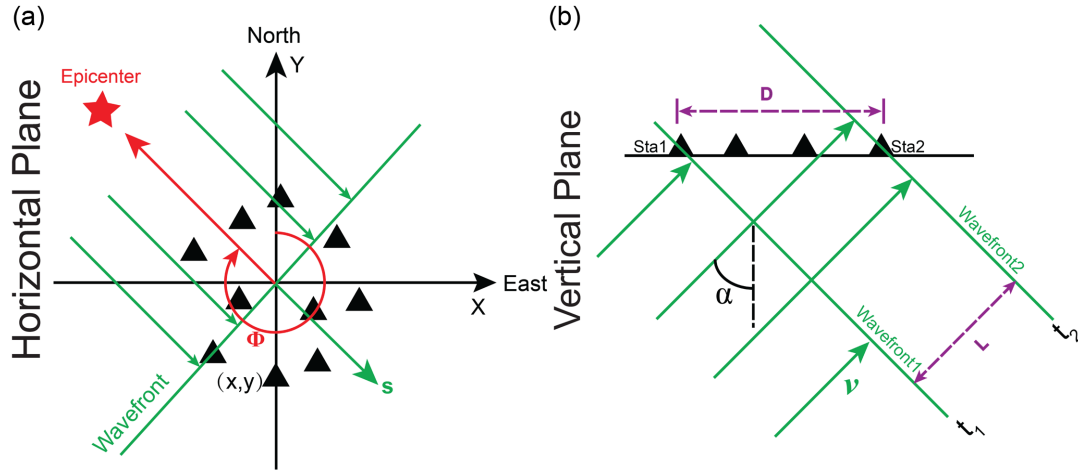 (a)
Horizontal Plane
North
Y
Epicenter
East
X
Φ
(x,y)
s
Wavefront
(b)
Vertical Plane
D
Sta1
Sta2
α
Wavefront2
Wavefront1
L
ν
t2
t1